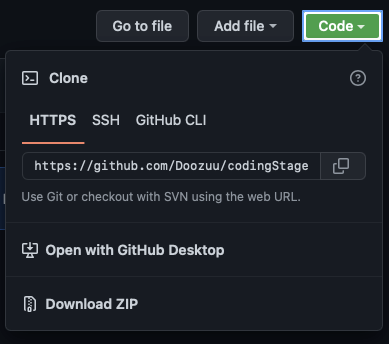 Go to file
Add file
Code
Clone
HTTPS
SSH
GitHub CLI
https://github.com/Doozuu/codingStage
Use Git or checkout with SVN using the web URL.
Open with GitHub Desktop
Download ZIP